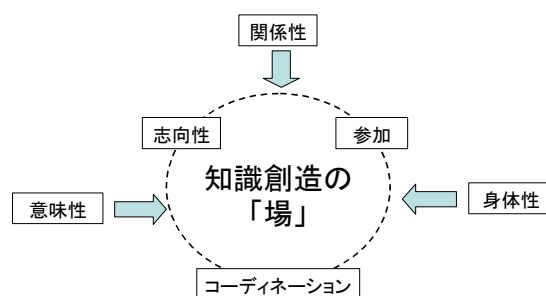 関係性
志向性
参加
知識創造の
「場」
意味性
身体性
コーディネーション